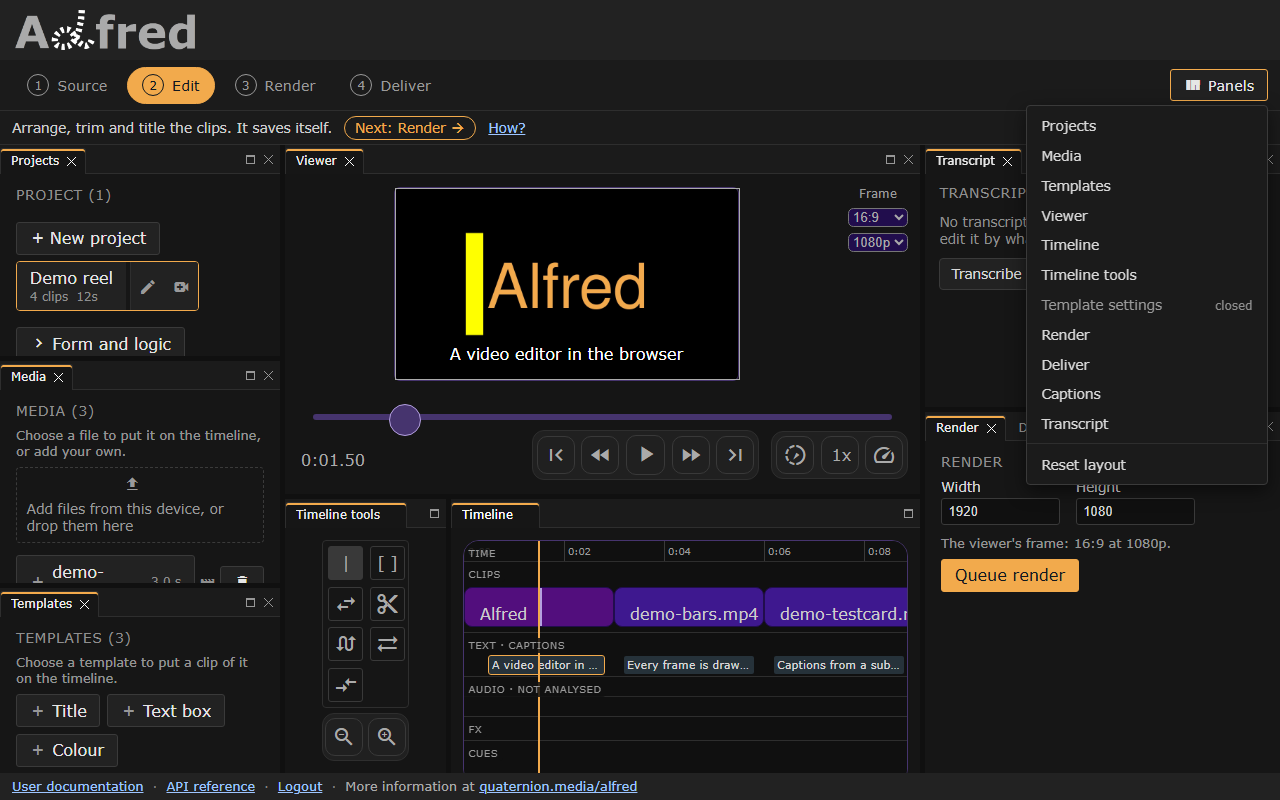 Adfred
1 Source
2 Edit
3 Render
4 Deliver
Panels
Arrange, trim and title the clips. It saves itself.
Next: Render →
How?
Projects
Media
Templates
Viewer
Timeline
Timeline tools
Template settings closed
Render
Deliver
Captions
Transcript
Reset layout
Projects
PROJECT (1)
+ New project
Demo reel
4 clips 12s
Form and logic
Media
MEDIA (3)
Choose a file to put it on the timeline,
or add your own.
Add files from this device, or
drop them here
+ demo-
3.0 s
Templates
TEMPLATES (3)
Choose a template to put a clip of it
on the timeline.
+ Title
+ Text box
+ Colour
Viewer
Alfred
A video editor in the browser
Frame
16:9
1080p
0:01.50
1x
Timeline tools
[ ]
Timeline
TIME 0:02 0:04 0:06 0:08
CLIPS
Alfred demo-bars.mp4 demo-testcard.
TEXT · CAPTIONS
A video editor in ... Every frame is draw... Captions from a sub...
AUDIO · NOT ANALYSED
FX
CUES
Transcript
TRANSCRIP
No transcript
edit it by wh
Transcribe
Render
D
RENDER
Width Height
1920 1080
The viewer's frame: 16:9 at 1080p.
Queue render
User documentation · API reference · Logout · More information at quaternion.media/alfred